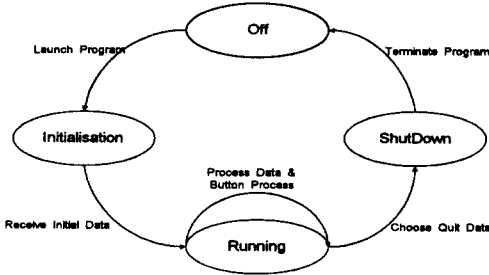 Off
Launch Program
Terminate Program
Initialisation
ShutDown
Process Data &
Button Process
Receive Initial Data
Choose Quit Data
Running